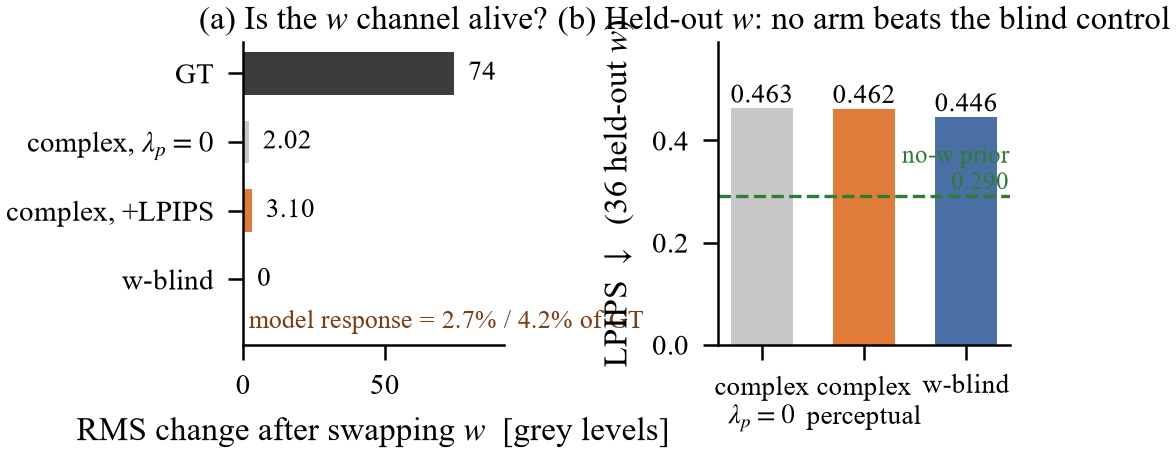 (a) Is the w channel alive?
GT
74
complex, λp = 0
2.02
complex, +LPIPS
3.10
w-blind
0
model response = 2.7% / 4.2% of GT
0
50
RMS change after swapping w [grey levels]
(b) Held-out w: no arm beats the blind control
LPIPS ↓ (36 held-out w)
0.4
0.2
0.0
0.463
0.462
0.446
no-w prior
0.290
complex
λp = 0
complex
perceptual
w-blind